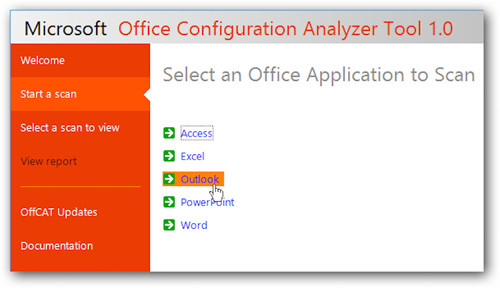 Microsoft Office Configuration Analyzer Tool 1.0
Welcome
Start a scan
Select a scan to view
View report
OffCAT Updates
Documentation
Select an Office Application to Scan
Access
Excel
Outlook
PowerPoint
Word